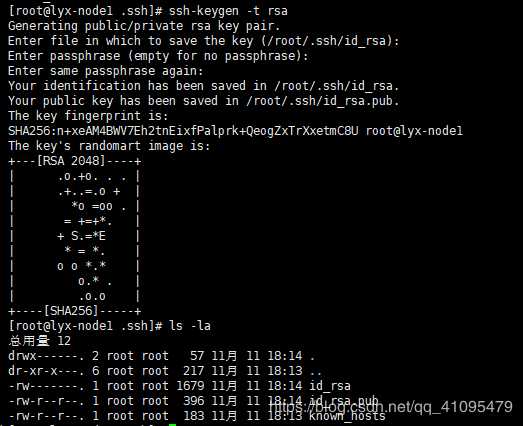 [root@lyx-node1 .ssh]# ssh-keygen -t rsa
Generating public/private rsa key pair.
Enter file in which to save the key (/root/.ssh/id_rsa):
Enter passphrase (empty for no passphrase):
Enter same passphrase again:
Your identification has been saved in /root/.ssh/id_rsa.
Your public key has been saved in /root/.ssh/id_rsa.pub.
The key fingerprint is:
SHA256:n+xeAM4BWV7Eh2tnEixfPalprk+QeogZxTrXxetmC8U root@lyx-node1
The key's randomart image is:
+---[RSA 2048]----+
|      .o.+o. . . |
|      .+..=.o +  |
|        *o =oo . |
|       = +=+*.   |
|      + S.=*E    |
|       * = *.    |
|      o o *.*    |
|         o.* .   |
|         .o.o    |
+----[SHA256]-----+
[root@lyx-node1 .ssh]# ls -la
总用量 12
drwx------. 2 root root   57 11月 11 18:14 .
dr-xr-x---. 6 root root  217 11月 11 18:13 ..
-rw-------. 1 root root 1679 11月 11 18:14 id_rsa
-rw-r--r--. 1 root root  396 11月 11 18:14 id_rsa.pub
-rw-r--r--. 1 root root  183 11月 11 18:13 known_hosts
https://blog.csdn.net/qq_41095479